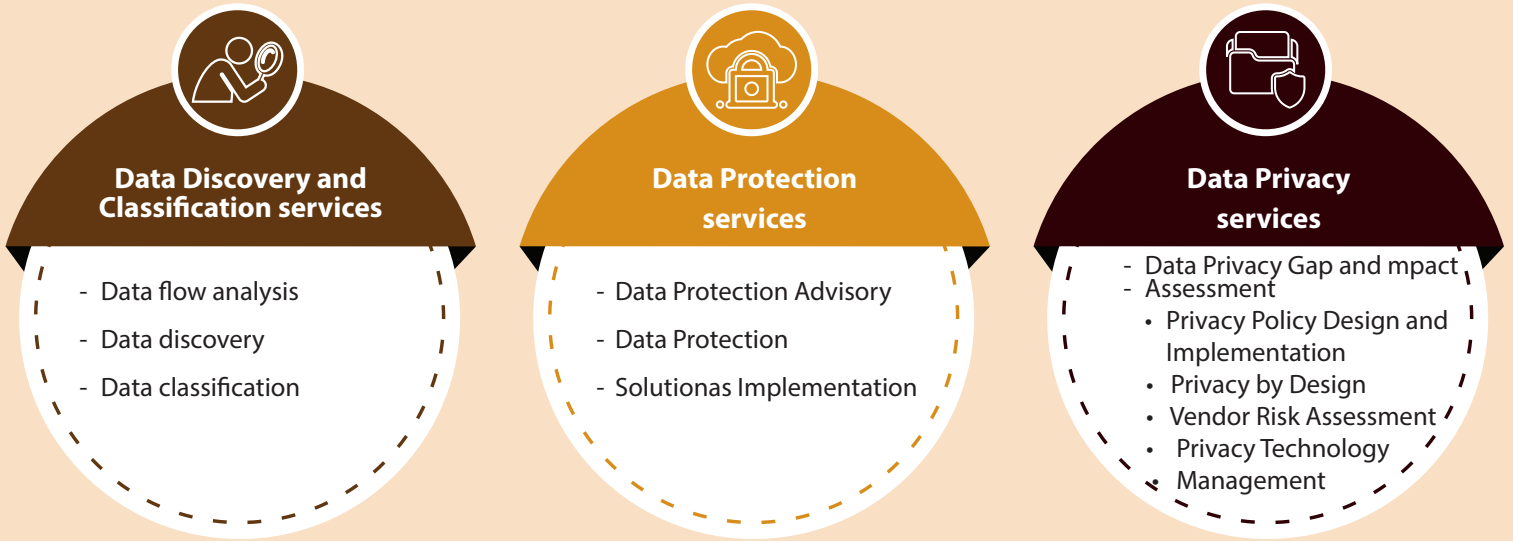 Data Discovery and
Classification services
- Data flow analysis
- Data discovery
- Data classification
Data Protection
services
- Data Protection Advisory
- Data Protection
- Solutionas Implementation
Data Privacy
services
- Data Privacy Gap and mpact
- Assessment
• Privacy Policy Design and
Implementation
• Privacy by Design
• Vendor Risk Assessment
• Privacy Technology
• Management